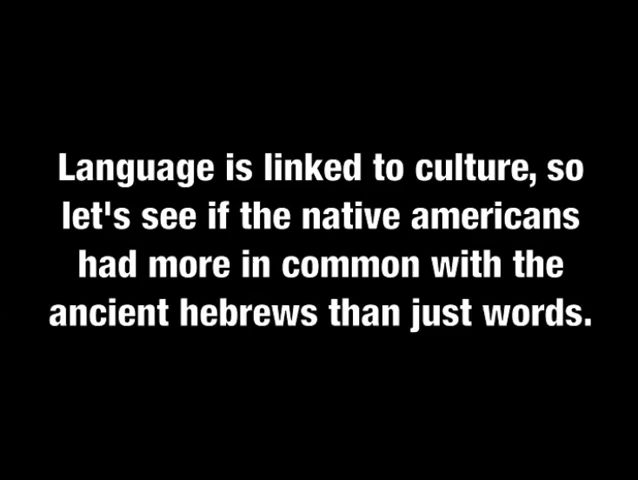 Language is linked to culture, so
let's see if the native americans
had more in common with the
ancient hebrews than just words.